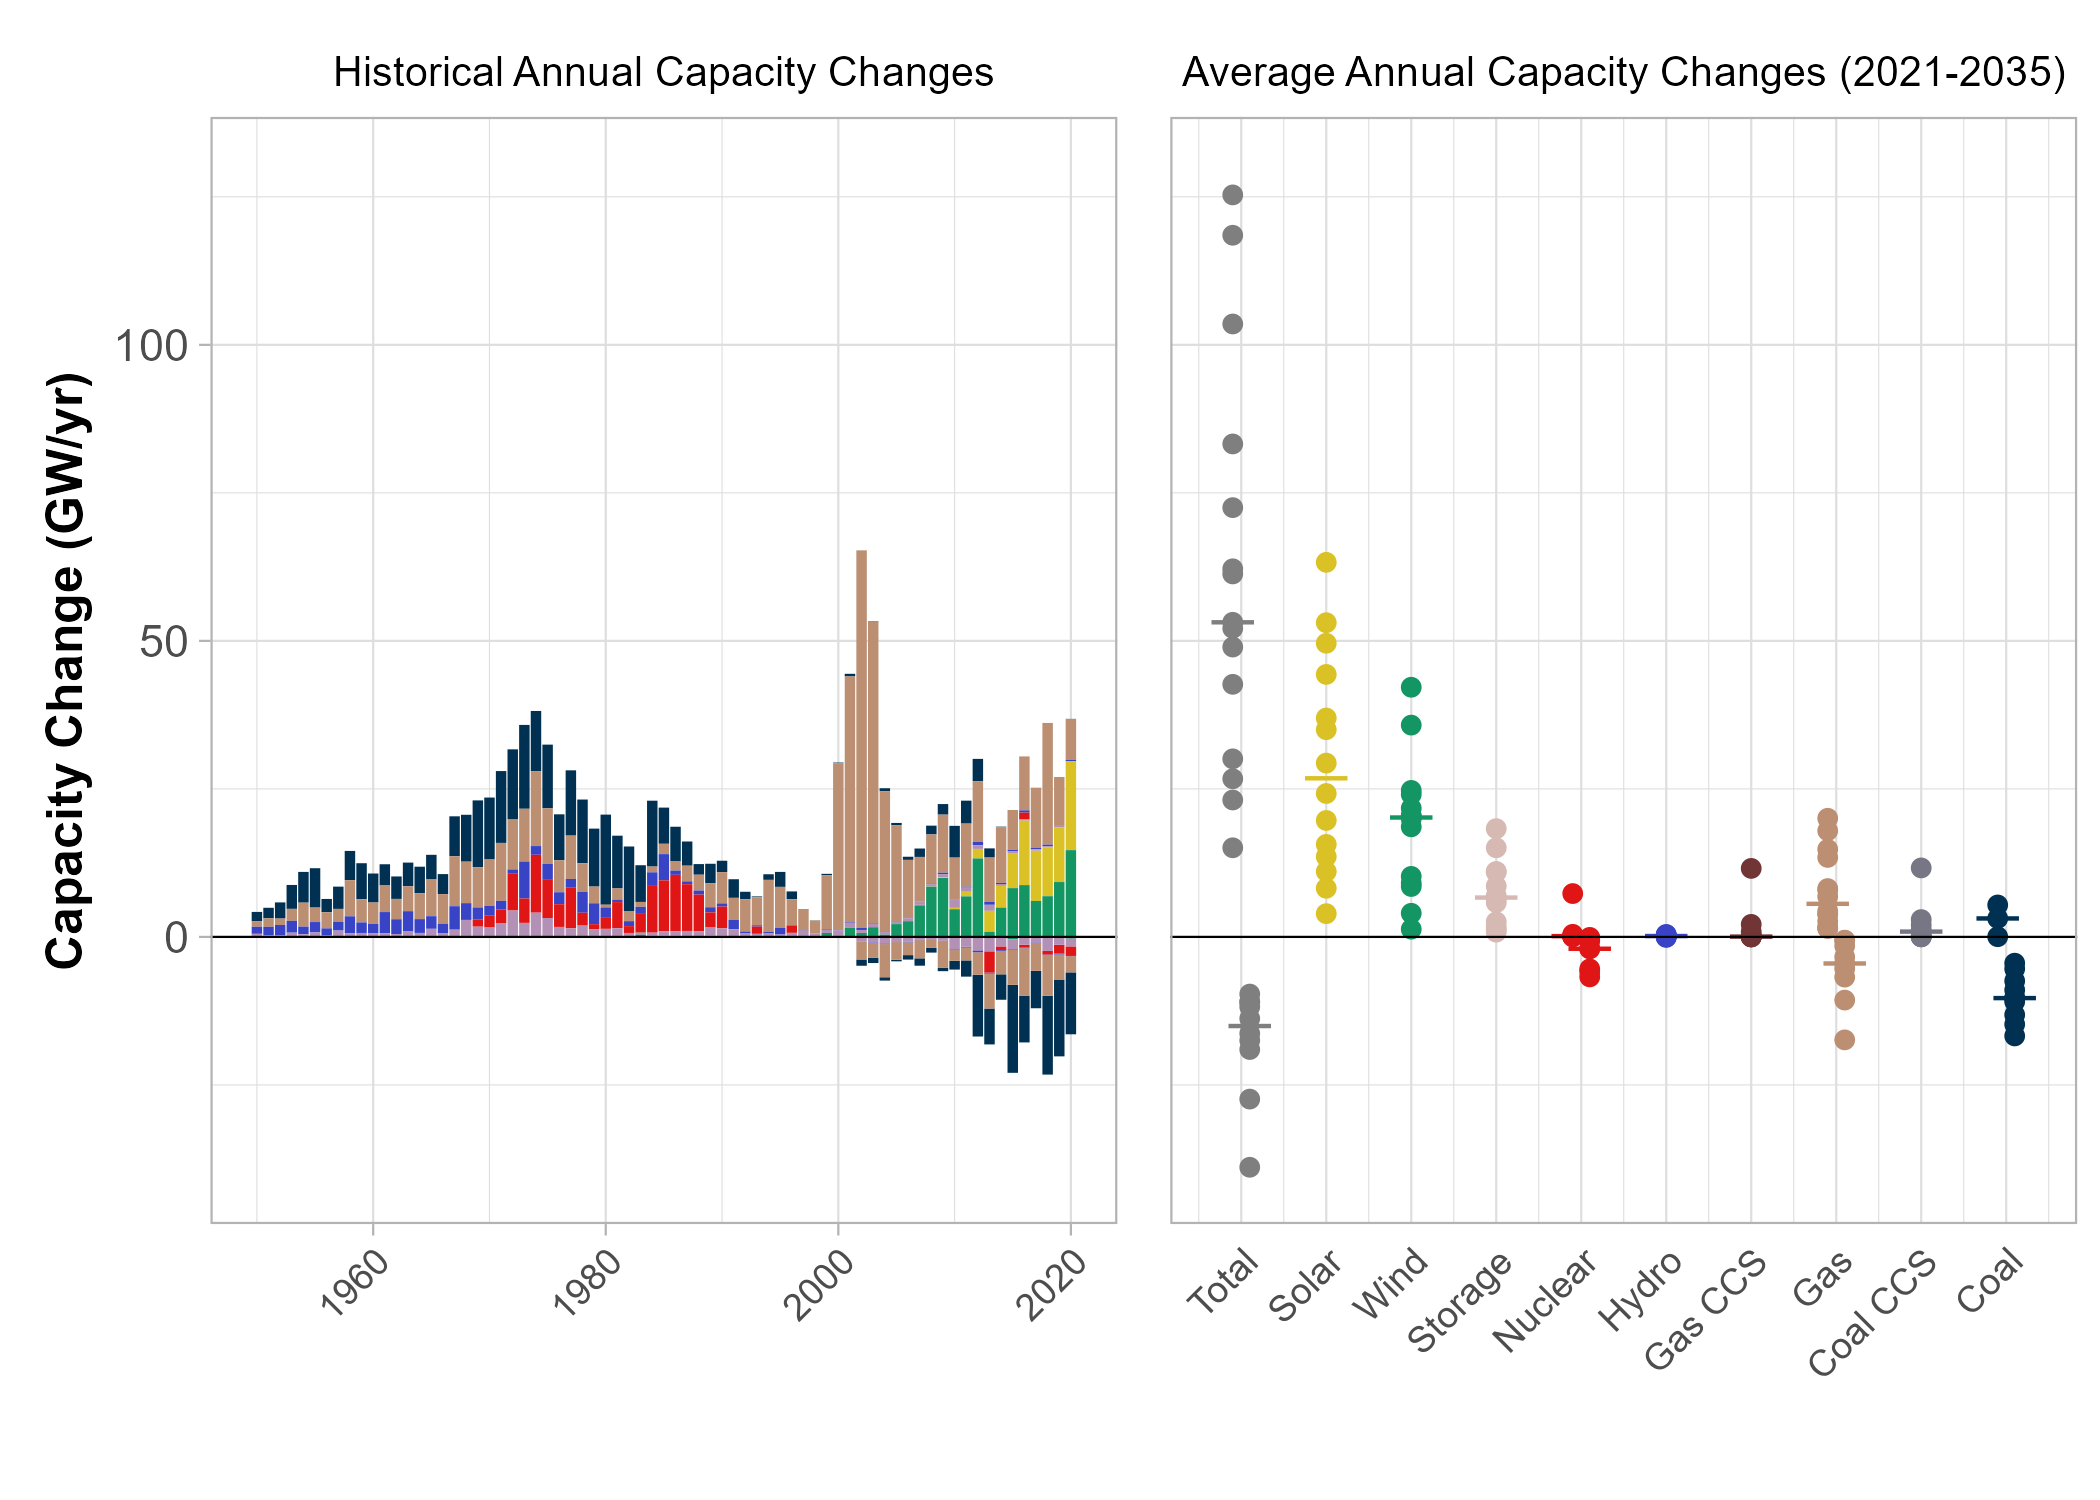 Historical Annual Capacity Changes
Average Annual Capacity Changes (2021-2035)
Capacity Change (GW/yr)
100
50
0
1960
1980
2000
2020
Total
Solar
Wind
Storage
Nuclear
Hydro
Gas CCS
Gas
Coal CCS
Coal